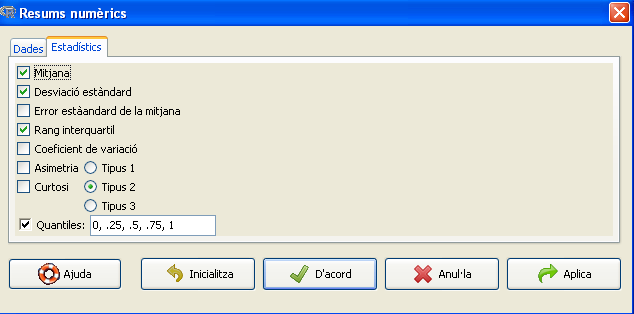 Resums numèrics
Dades Estadístics
Mitjana
Desviació estàndard
Error estàandard de la mitjana
Rang interquartil
Coeficient de variació
Asimetria Tipus 1
Curtosi Tipus 2
Tipus 3
Quantiles: 0, .25, .5, .75, 1
Ajuda Inicialitza D'acord Anul·la Aplica